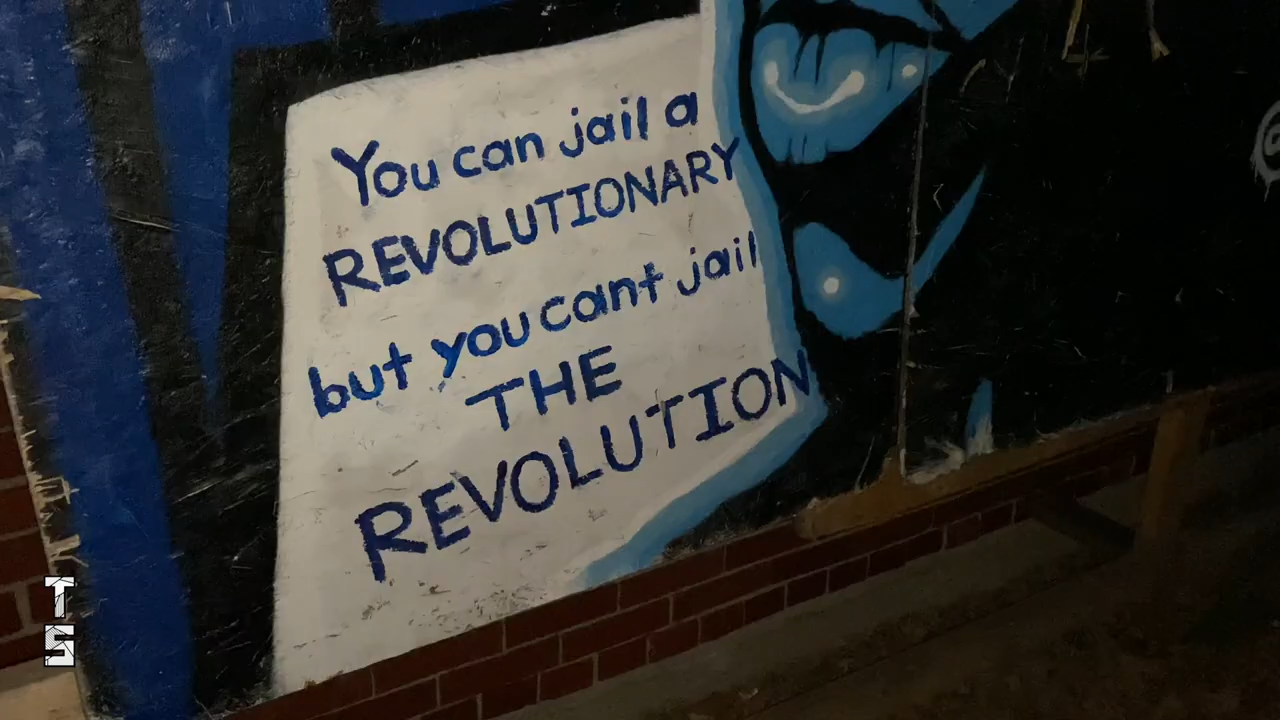 You can jail a
REVOLUTIONARY
but you cant jail
THE
REVOLUTION
TS